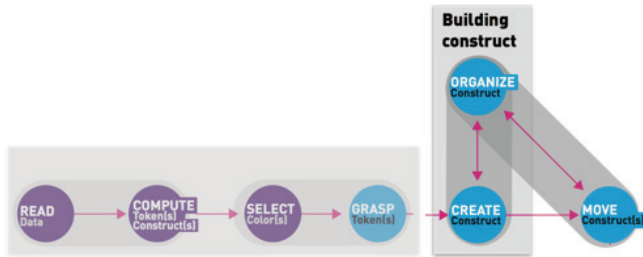 Building
construct
ORGANIZE
Construct
READ
Data
COMPUTE
Token[s]
Construct[s]
SELECT
Color[s]
GRASP
Token[s]
CREATE
Construct
MOVE
Construct[s]